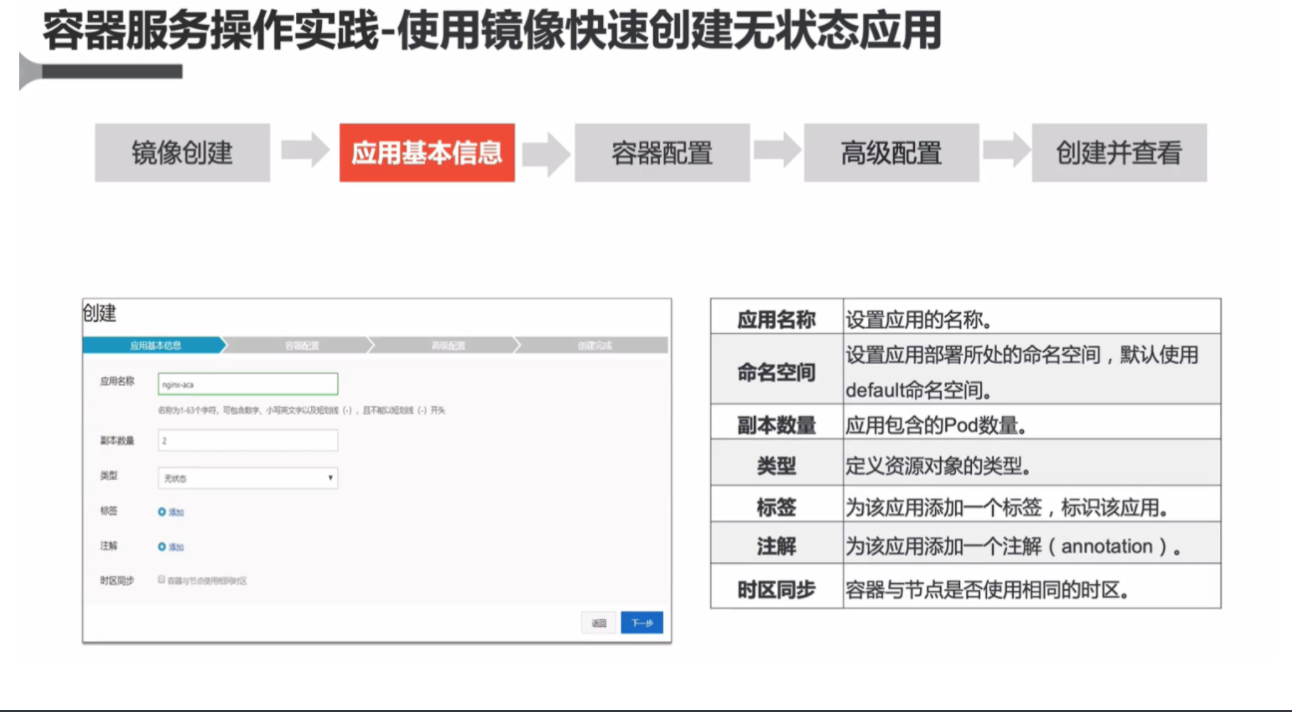 容器服务操作实践-使用镜像快速创建无状态应用
镜像创建
应用基本信息
容器配置
高级配置
创建并查看
创建
应用基本信息
容器配置
高级配置
创建完成
应用名称
nginx-aca
名称为1-63个字符，可包含数字、小写英文字以及短划线（-），且不能以短划线（-）开头
副本数量
2
类型
无状态
标签
添加
注解
添加
时区同步
容器与节点使用相同时区
返回
下一步
应用名称 设置应用的名称。
命名空间 设置应用部署所处的命名空间，默认使用
default命名空间。
副本数量 应用包含的Pod数量。
类型 定义资源对象的类型。
标签 为该应用添加一个标签，标识该应用。
注解 为该应用添加一个注解（annotation）。
时区同步 容器与节点是否使用相同的时区。